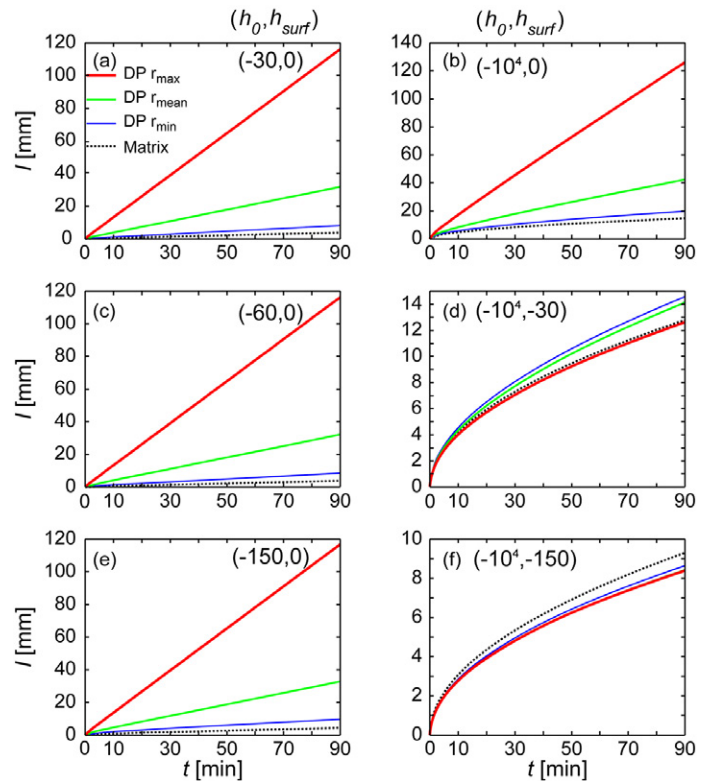 (h0, hsurf) (h0, hsurf)
120 (a) (-30,0) 140 (b) (-10⁴,0)
100 DP rmax 120
80 DP rmean 100
60 DP rmin 80
40 Matrix 60
20 40
0 20
0
I [mm]
0 10 30 50 70 90 0 10 30 50 70 90
120 (c) (-60,0) 14 (d) (-10⁴,-30)
100 12
80 10
60 8
40 6
20 4
0 2
0
I [mm]
0 10 30 50 70 90 0 10 30 50 70 90
120 (e) (-150,0) 10 (f) (-10⁴,-150)
100 8
80 6
60 4
40 2
20 0
0
I [mm]
0 10 30 50 70 90 0 10 30 50 70 90
t [min] t [min]